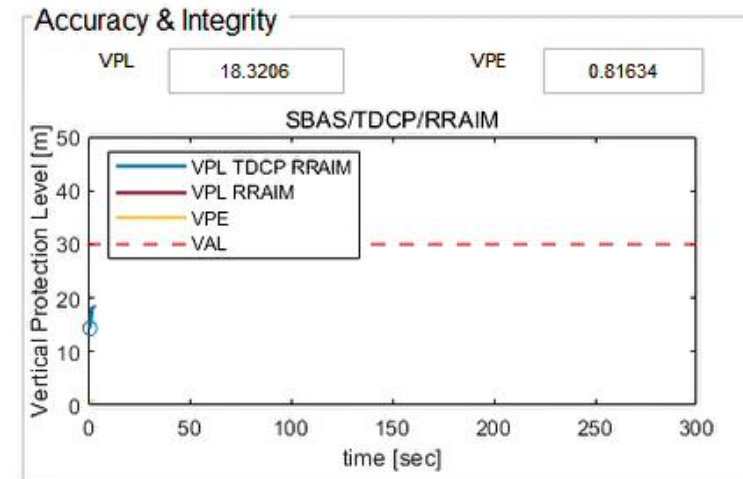 Accuracy & Integrity
VPL 18.3206 VPE 0.81634
SBAS/TDCP/RRAIM
Vertical Protection Level [m]
50
40
30
20
10
0
VPL TDCP RRAIM
VPL RRAIM
VPE
VAL
0 50 100 150 200 250 300
time [sec]